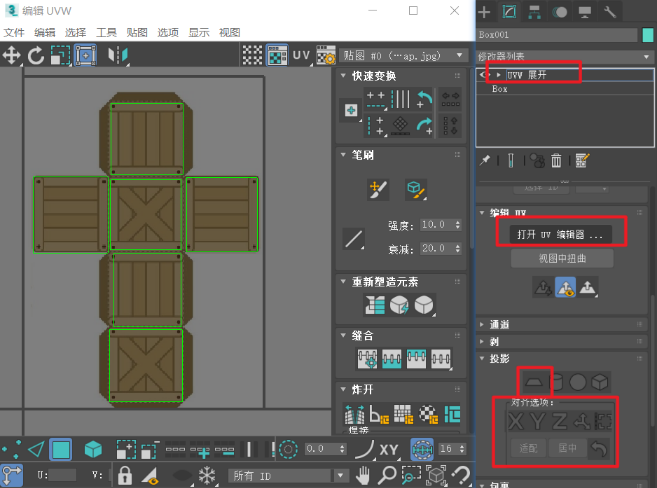 编辑 UVW
文件 编辑 选择 工具 贴图 选项 显示 视图
UV
贴图 #0 (…ap.jpg)
快速变换
笔刷
强度: 10.0
衰减: 20.0
重新塑造元素
缝合
炸开
焊接
0.0
XY
16
U:
V:
所有 ID
Box001
修改器列表
UVW 展开
Box
编辑 UV
打开 UV 编辑器 ...
视图中扭曲
通道
剥
投影
对齐选项:
X Y Z
适配
居中
包裹